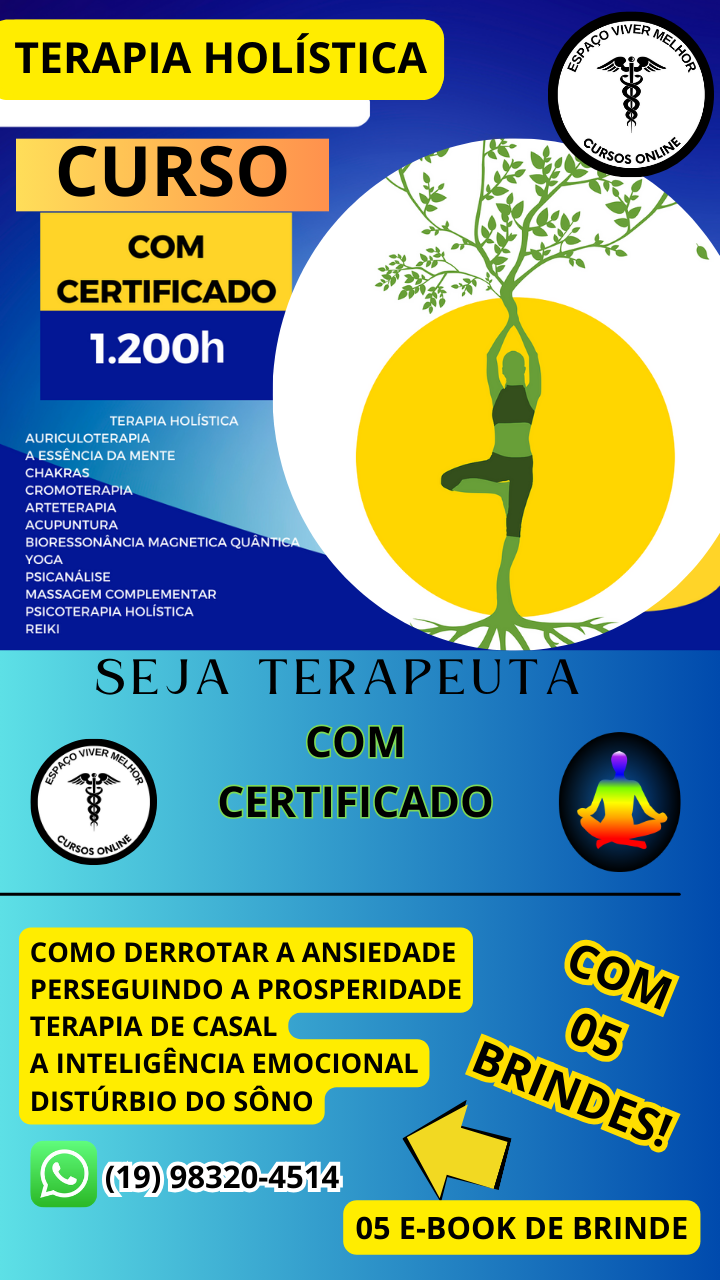 TERAPIA HOLÍSTICA
ESPAÇO VIVER MELHOR
CURSOS ONLINE
CURSO
COM
CERTIFICADO
1.200h
TERAPIA HOLÍSTICA
AURICULOTERAPIA
A ESSÊNCIA DA MENTE
CHAKRAS
CROMOTERAPIA
ARTETERAPIA
ACUPUNTURA
BIORESSONÂNCIA MAGNETICA QUÂNTICA
YOGA
PSICANÁLISE
MASSAGEM COMPLEMENTAR
PSICOTERAPIA HOLÍSTICA
REIKI
SEJA TERAPEUTA
COM
CERTIFICADO
ESPAÇO VIVER MELHOR
CURSOS ONLINE
COMO DERROTAR A ANSIEDADE
PERSEGUINDO A PROSPERIDADE
TERAPIA DE CASAL
A INTELIGÊNCIA EMOCIONAL
DISTÚRBIO DO SÔNO
COM
05
BRINDES!
(19) 98320-4514
05 E-BOOK DE BRINDE